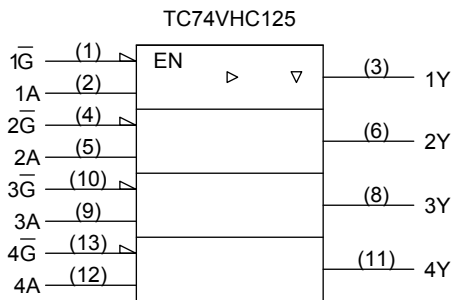 TC74VHC125
1G̅ (1) EN (3) 1Y
1A (2)
2G̅ (4) (6) 2Y
2A (5)
3G̅ (10) (8) 3Y
3A (9)
4G̅ (13) (11) 4Y
4A (12)